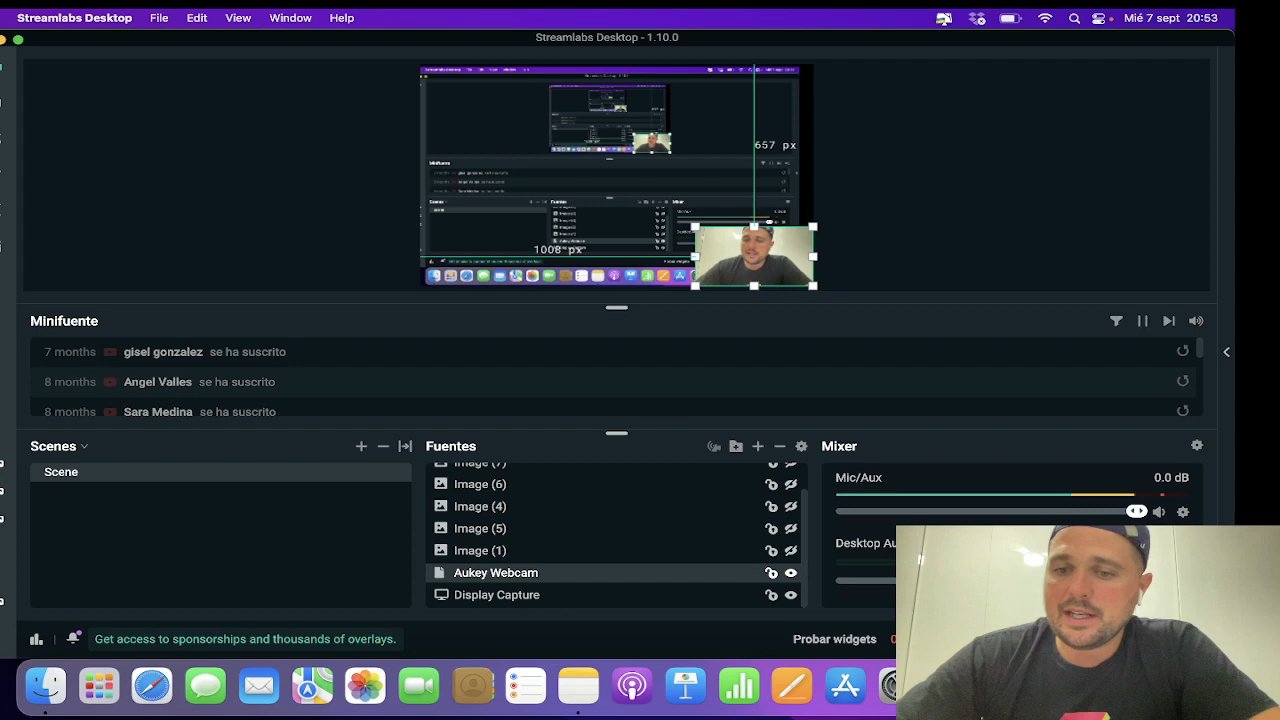 Streamlabs Desktop File Edit View Window Help Mié 7 sept 20:53
Streamlabs Desktop - 1.10.0
657 px
1008 px
Minifuente
7 months gisel gonzalez se ha suscrito
8 months Angel Valles se ha suscrito
8 months Sara Medina se ha suscrito
Scenes
Scene
Fuentes
Image (7)
Image (6)
Image (4)
Image (5)
Image (1)
Aukey Webcam
Display Capture
Mixer
Mic/Aux 0.0 dB
Desktop Au
Get access to sponsorships and thousands of overlays.
Probar widgets